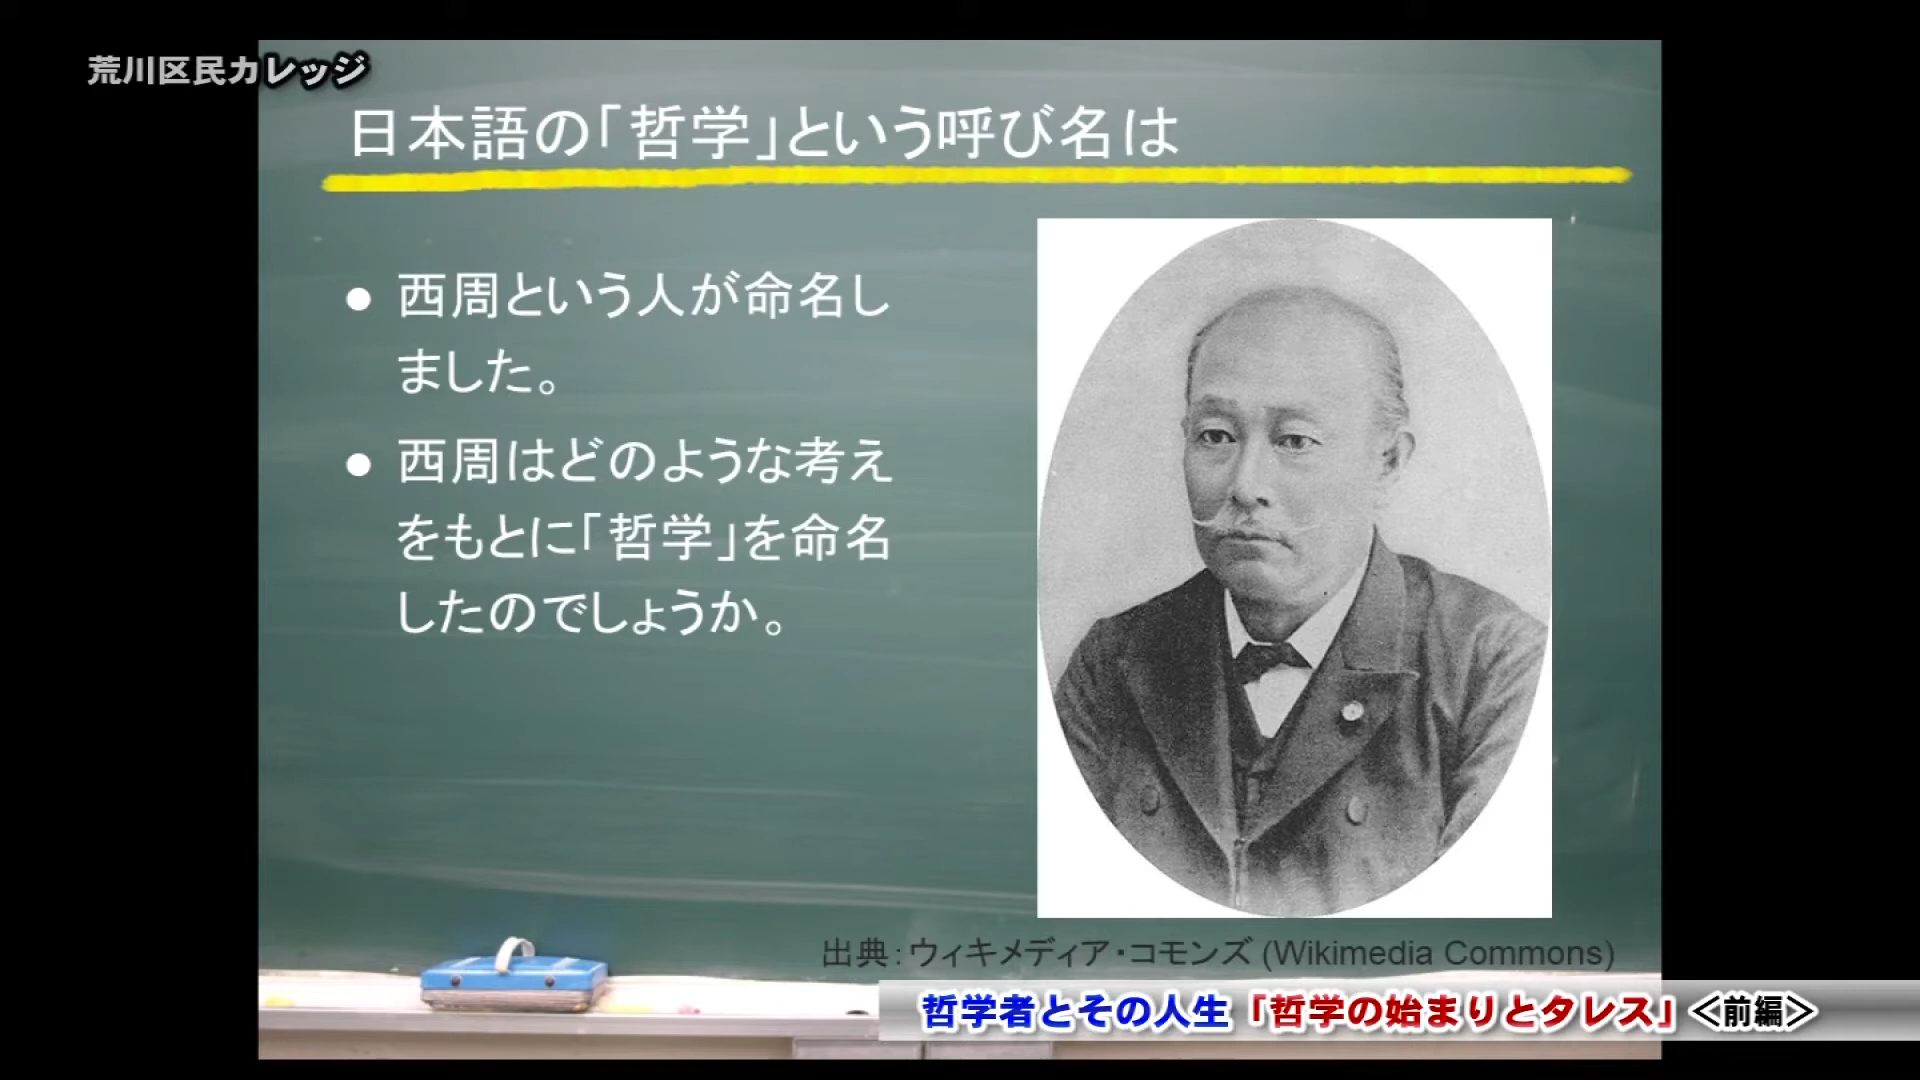 荒川区民カレッジ
日本語の「哲学」という呼び名は
● 西周という人が命名し
ました。
● 西周はどのような考え
をもとに「哲学」を命名
したのでしょうか。
出典：ウィキメディア・コモンズ (Wikimedia Commons)
哲学者とその人生「哲学の始まりとタレス」＜前編＞